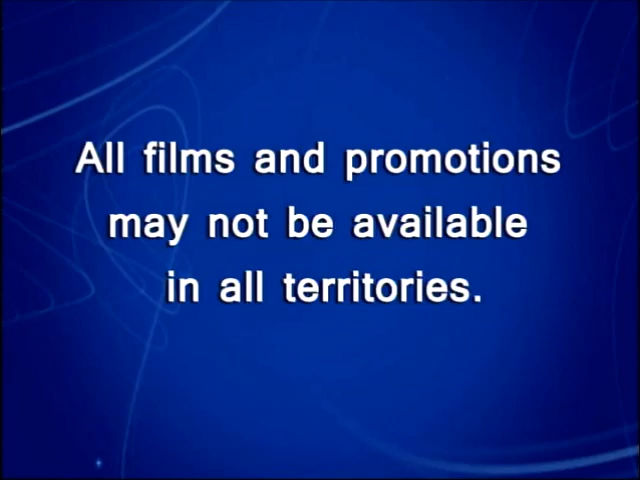 All films and promotions
may not be available
in all territories.